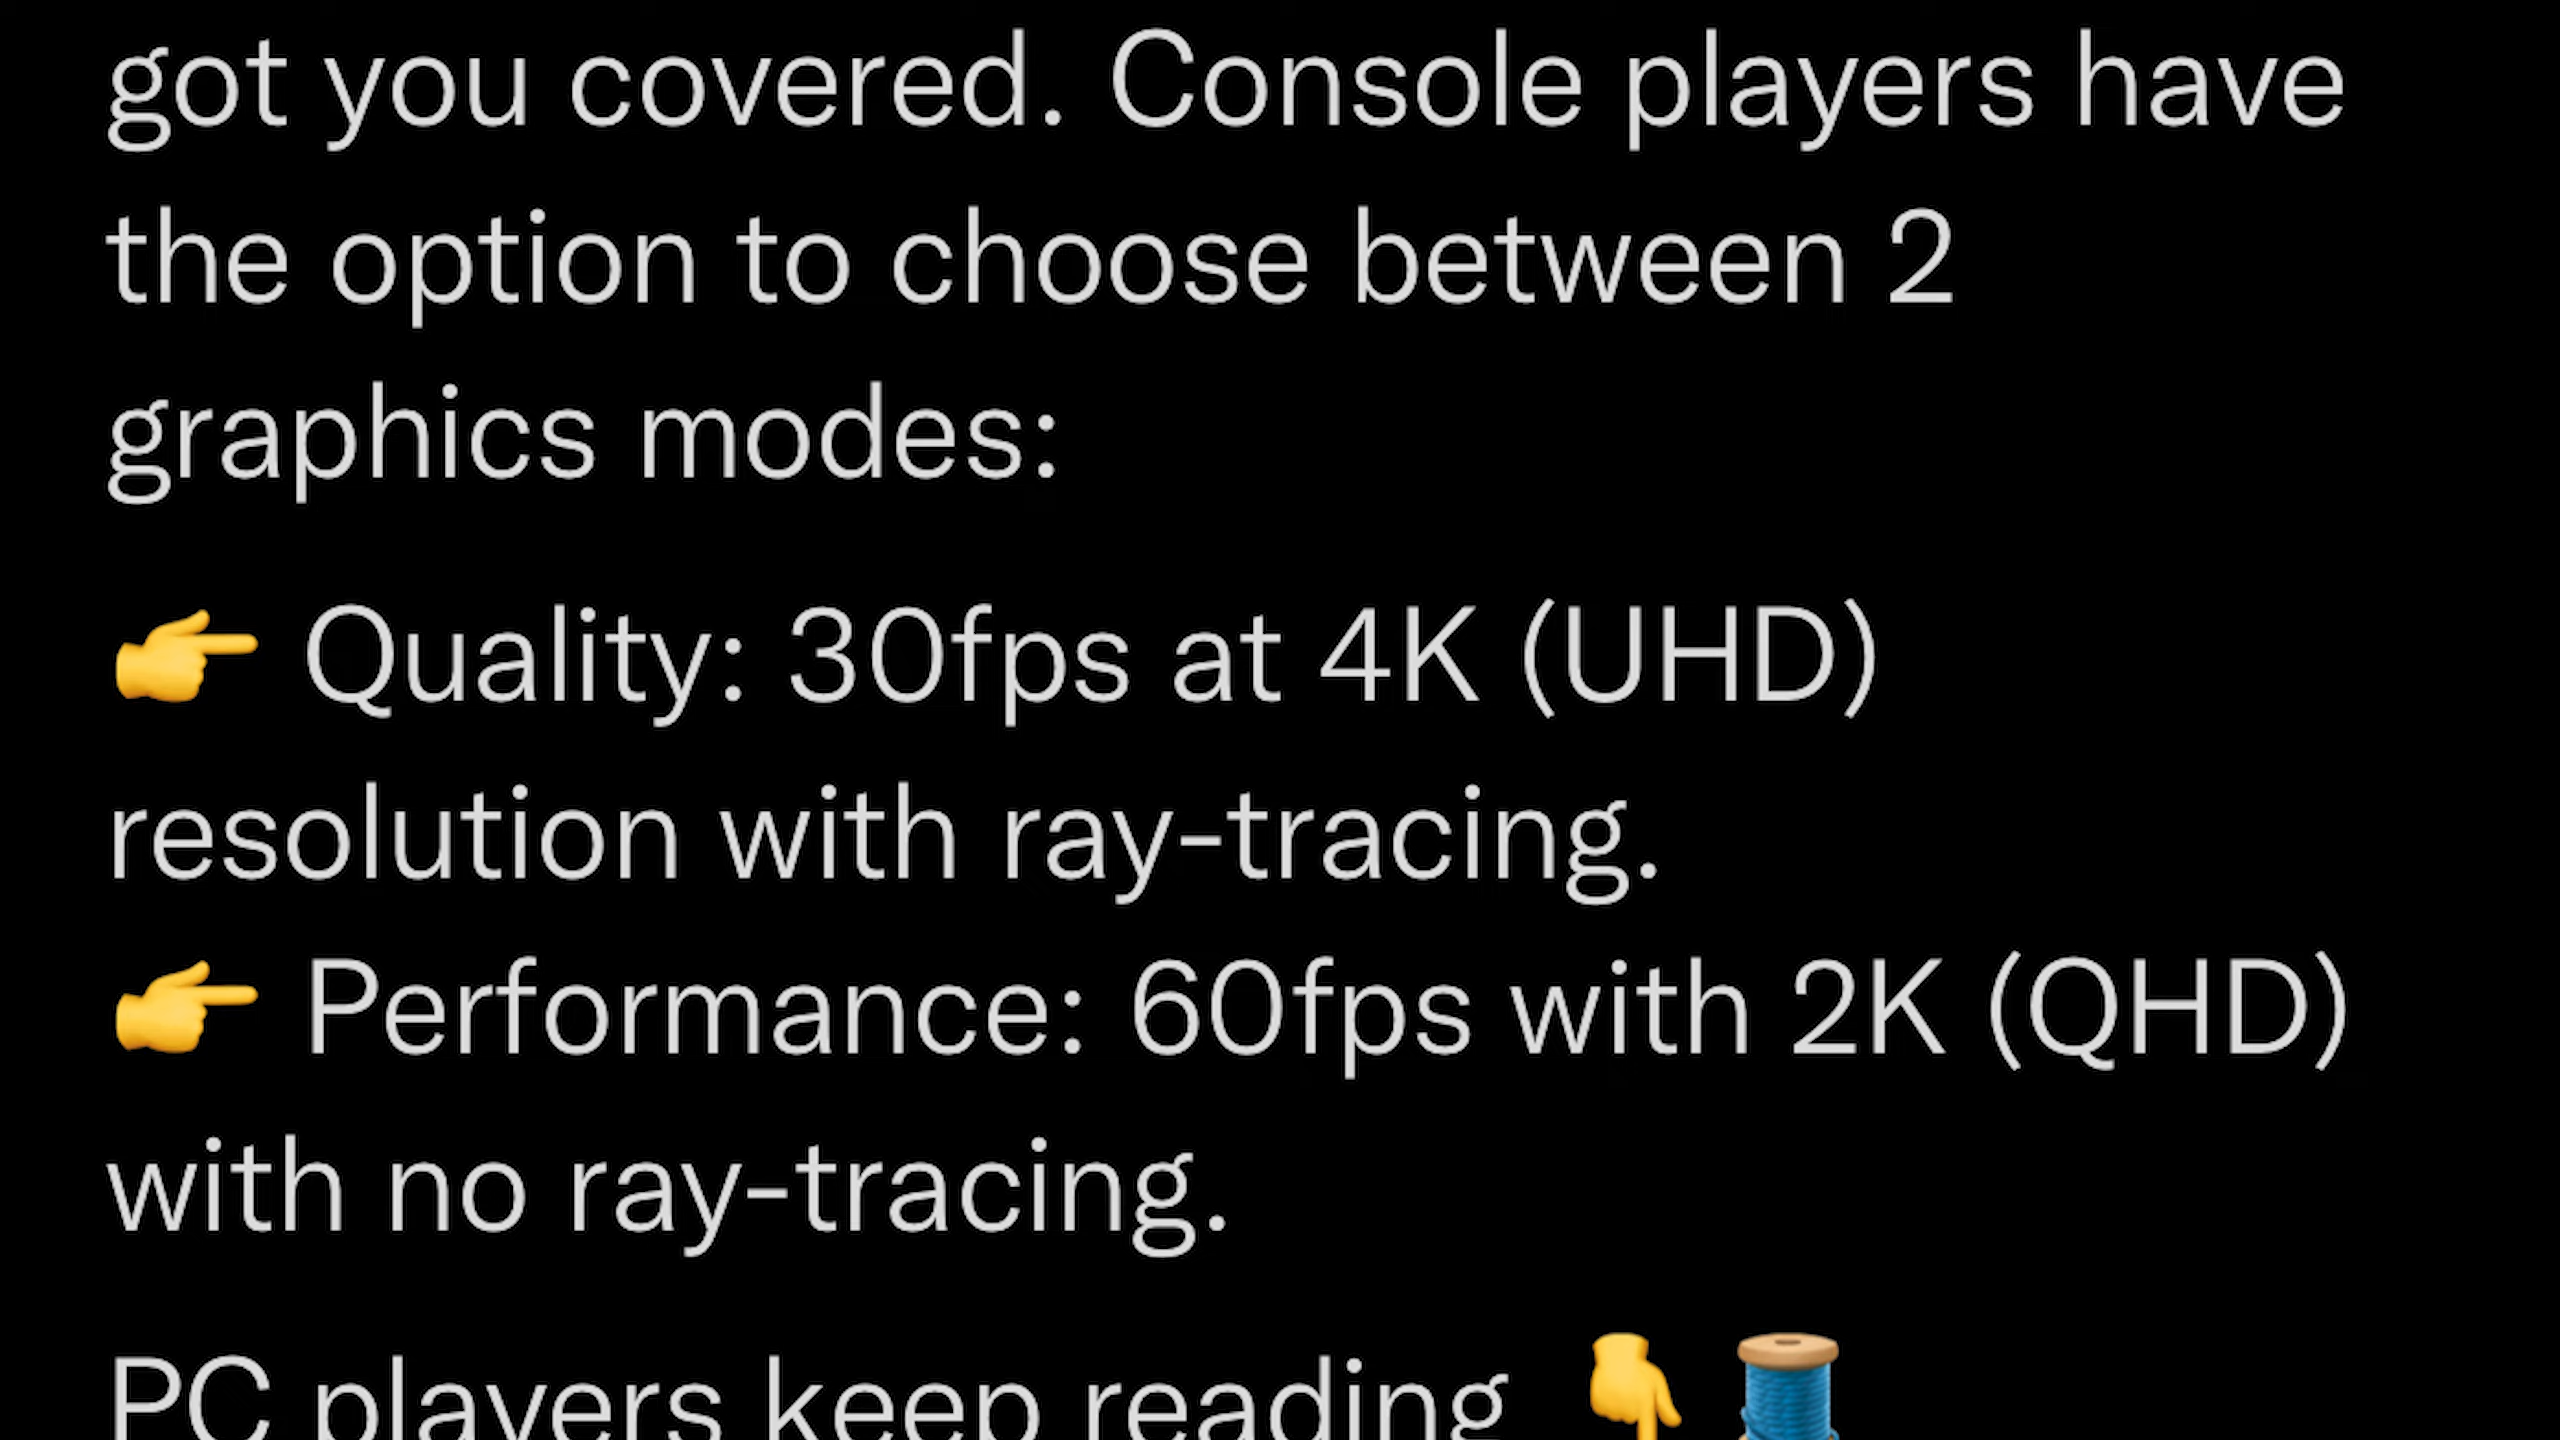 got you covered. Console players have
the option to choose between 2
graphics modes:
👉 Quality: 30fps at 4K (UHD)
resolution with ray-tracing.
👉 Performance: 60fps with 2K (QHD)
with no ray-tracing.
PC players keep reading 👇🧵